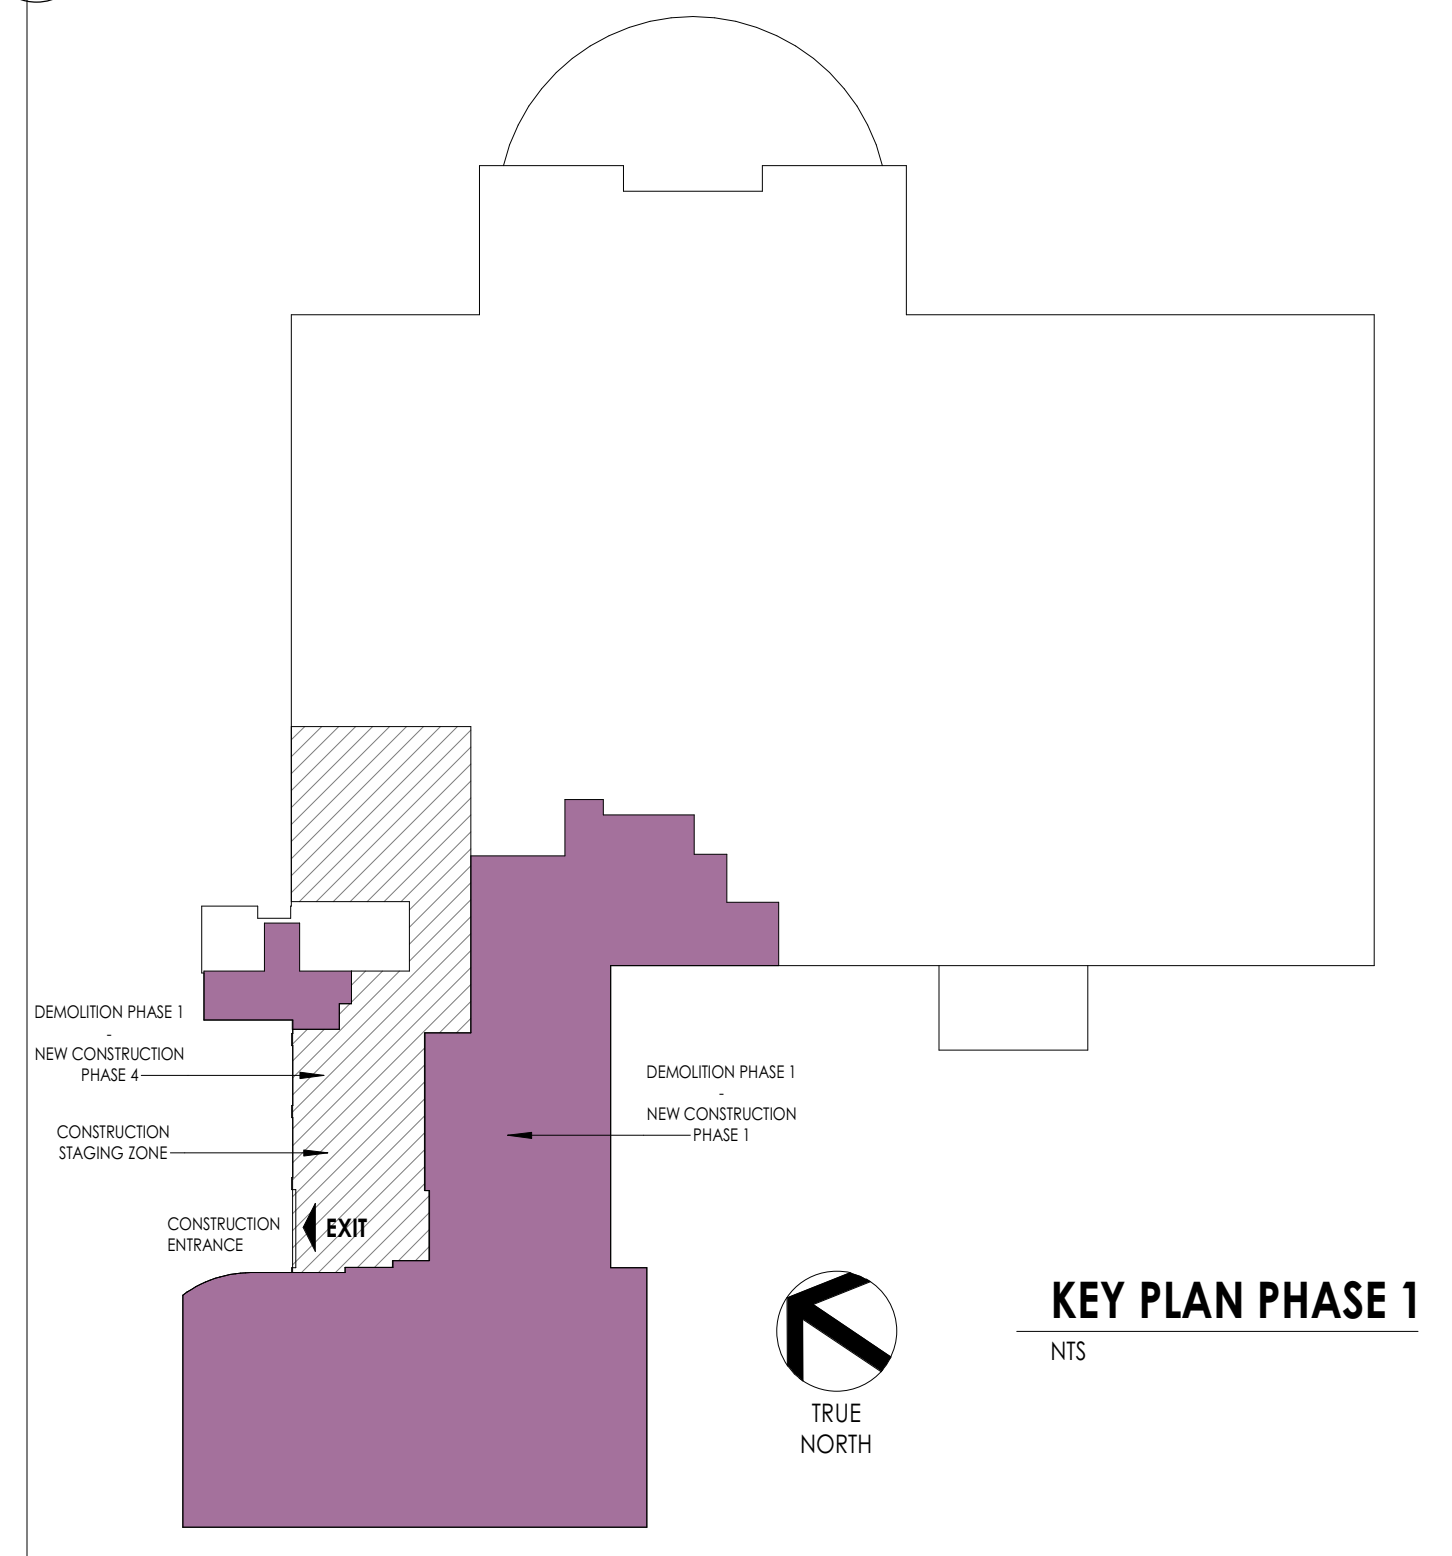 DEMOLITION PHASE 1
-
NEW CONSTRUCTION
PHASE 4
CONSTRUCTION
STAGING ZONE
CONSTRUCTION
ENTRANCE
EXIT
DEMOLITION PHASE 1
-
NEW CONSTRUCTION
PHASE 1
TRUE
NORTH
KEY PLAN PHASE 1
NTS